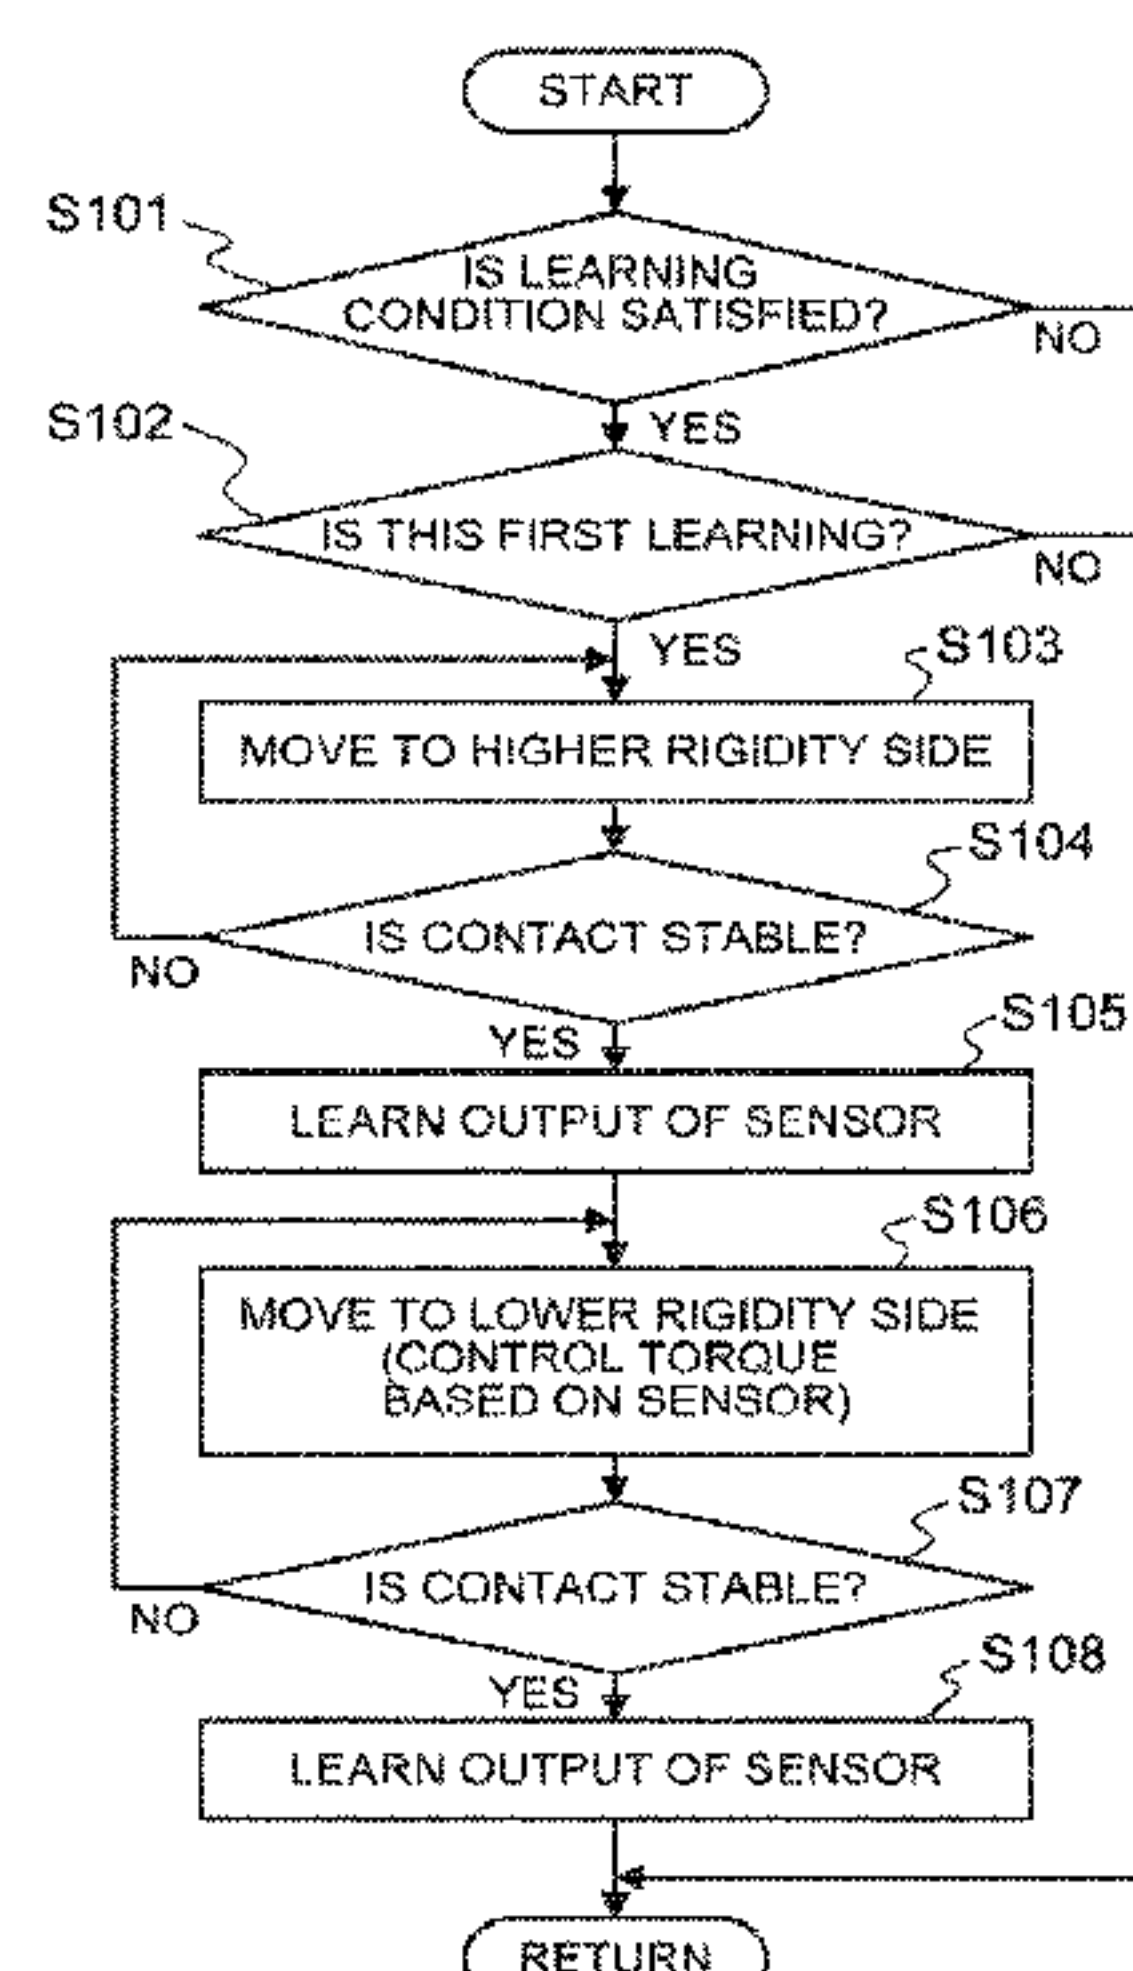 START
S101
IS LEARNING
CONDITION SATISFIED?
NO
YES
S102
IS THIS FIRST LEARNING?
NO
YES
S103
MOVE TO HIGHER RIGIDITY SIDE
S104
IS CONTACT STABLE?
NO
YES
S105
LEARN OUTPUT OF SENSOR
S106
MOVE TO LOWER RIGIDITY SIDE
(CONTROL TORQUE
BASED ON SENSOR)
S107
IS CONTACT STABLE?
NO
YES
S108
LEARN OUTPUT OF SENSOR
RETURN